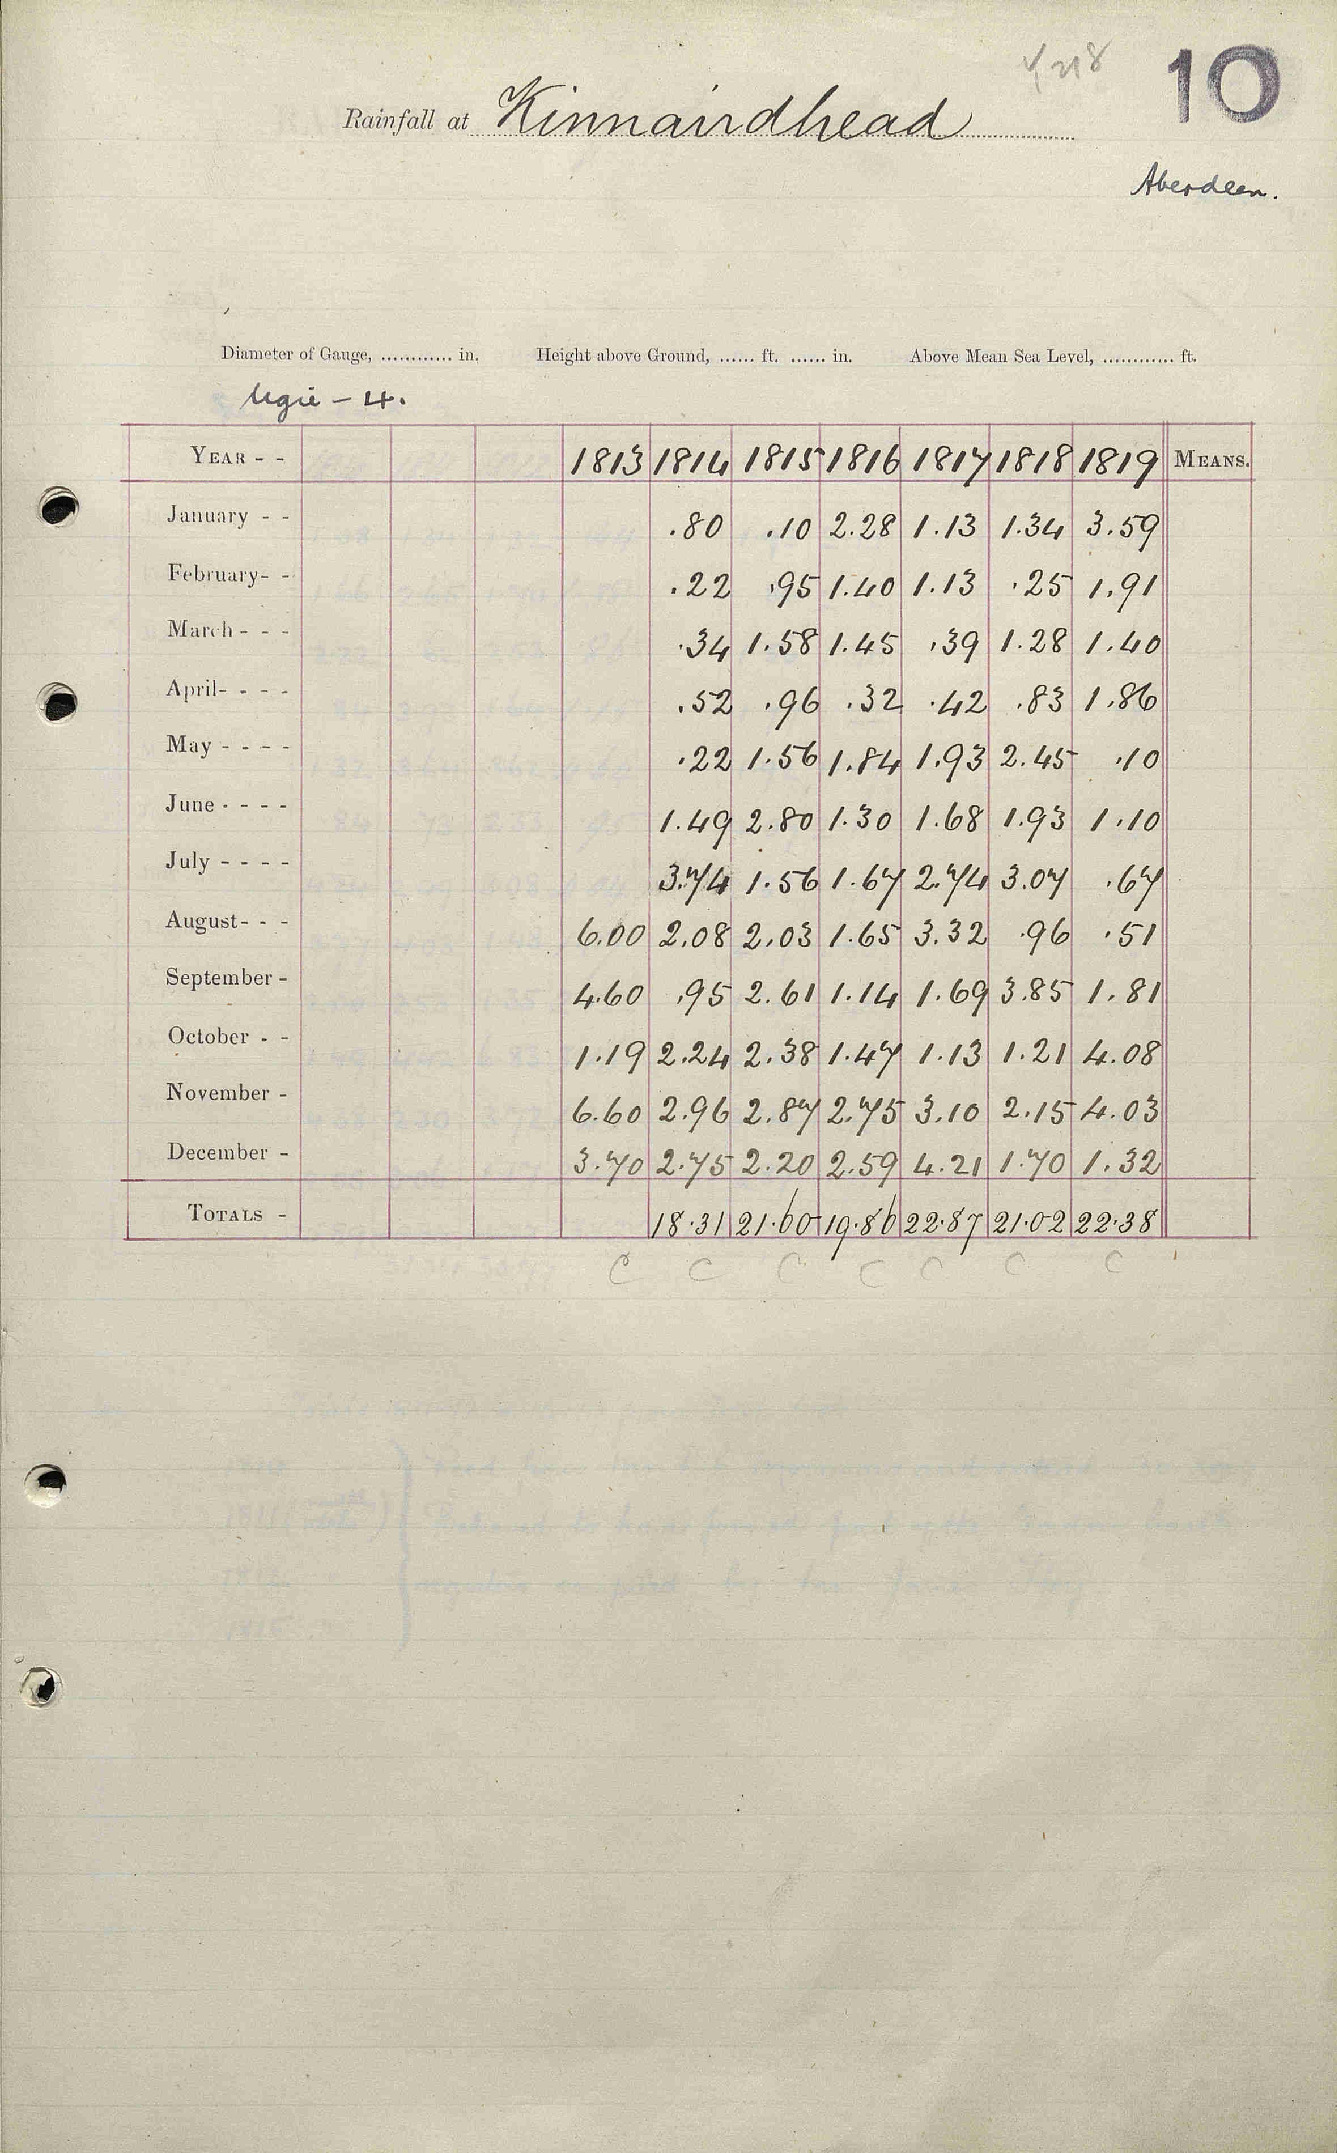 10
Rainfall at Kinnairdhead
Aberdeen.
Diameter of Gauge, ............ in. Height above Ground, ...... ft. ...... in. Above Mean Sea Level, ............ ft.
Ugie - 4.
YEAR - - 1813 1814 1815 1816 1817 1818 1819 MEANS.
January - - .80 .10 2.28 1.13 1.34 3.59
February- - .22 .95 1.40 1.13 .25 1.91
March - - - .34 1.58 1.45 .39 1.28 1.40
April- - - - .52 .96 .32 .42 .83 1.86
May - - - - .22 1.56 1.84 1.93 2.45 .10
June - - - - 1.49 2.80 1.30 1.68 1.93 1.10
July - - - - 3.74 1.56 1.67 2.74 3.07 .67
August- - - 6.00 2.08 2.03 1.65 3.32 .96 .51
September - 4.60 .95 2.61 1.14 1.69 3.85 1.81
October - - 1.19 2.24 2.38 1.47 1.13 1.21 4.08
November - 6.60 2.96 2.87 2.75 3.10 2.15 4.03
December - 3.70 2.75 2.20 2.59 4.21 1.70 1.32
TOTALS - 18.31 21.60 19.86 22.87 21.02 22.38
C C C C C C C